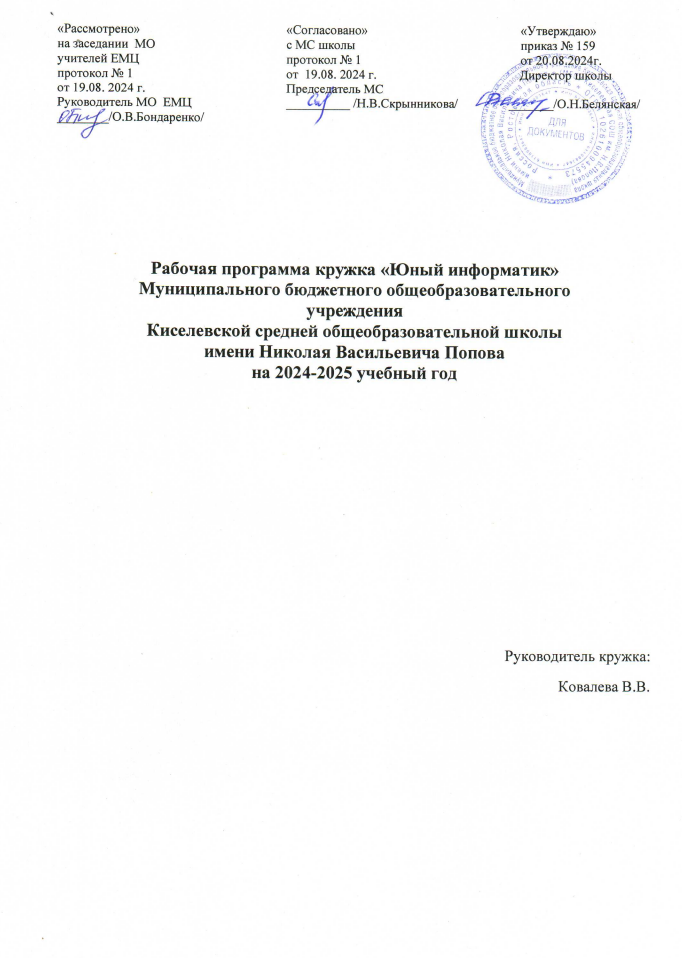 «Рассмотрено»
на заседании МО
учителей ЕМЦ
протокол № 1
от 19.08. 2024 г.
Руководитель МО ЕМЦ
________/О.В.Бондаренко/
«Согласовано»
с МС школы
протокол № 1
от 19.08. 2024 г.
Председатель МС
__________ /Н.В.Скрынникова/
«Утверждаю»
приказ № 159
от 20.08.2024г.
Директор школы
/О.Н.Белянская/
ДЛЯ
ДОКУМЕНТОВ
Рабочая программа кружка «Юный информатик»
Муниципального бюджетного общеобразовательного
учреждения
Киселевской средней общеобразовательной школы
имени Николая Васильевича Попова
на 2024-2025 учебный год
Руководитель кружка:
Ковалева В.В.